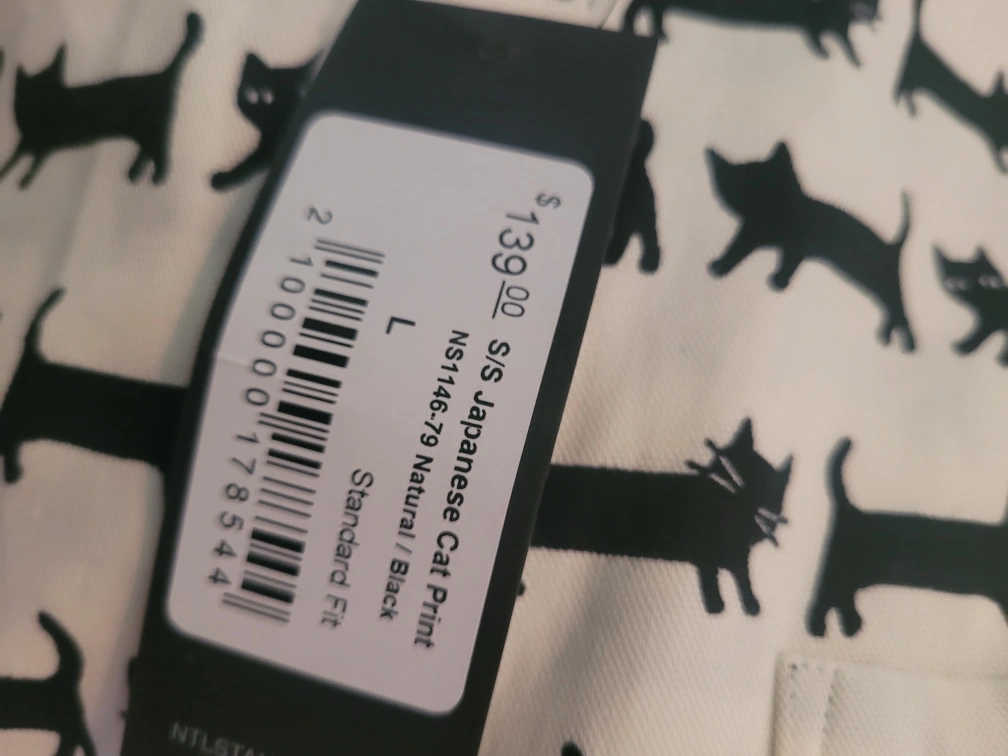 $139.00
S/S Japanese Cat Print
NS1146-79 Natural / Black
L
Standard Fit
2 100000 178544